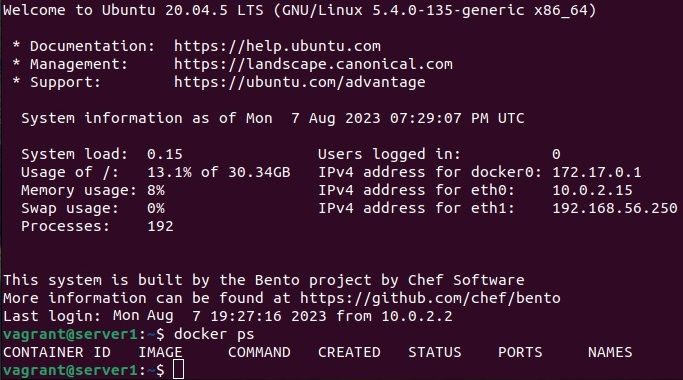 Welcome to Ubuntu 20.04.5 LTS (GNU/Linux 5.4.0-135-generic x86_64)
* Documentation: https://help.ubuntu.com
* Management: https://landscape.canonical.com
* Support: https://ubuntu.com/advantage
System information as of Mon 7 Aug 2023 07:29:07 PM UTC
System load: 0.15 Users logged in: 0
Usage of /: 13.1% of 30.34GB IPv4 address for docker0: 172.17.0.1
Memory usage: 8% IPv4 address for eth0: 10.0.2.15
Swap usage: 0% IPv4 address for eth1: 192.168.56.250
Processes: 192
This system is built by the Bento project by Chef Software
More information can be found at https://github.com/chef/bento
Last login: Mon Aug 7 19:27:16 2023 from 10.0.2.2
vagrant@server1:~$ docker ps
CONTAINER ID IMAGE COMMAND CREATED STATUS PORTS NAMES
vagrant@server1:~$